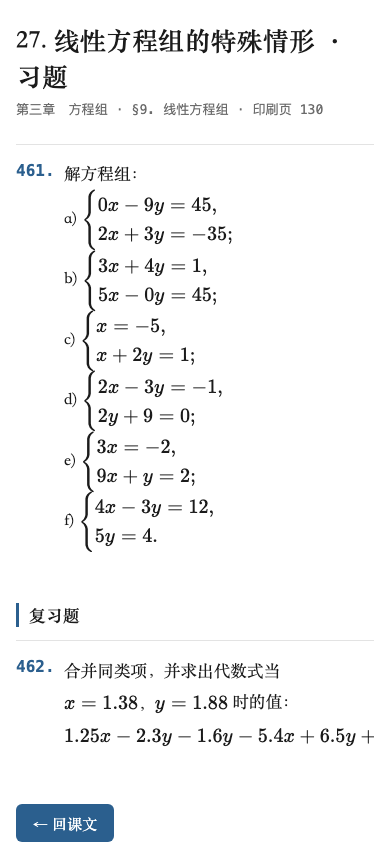 27. 线性方程组的特殊情形 ·
习题
第三章 方程组 · §9. 线性方程组 · 印刷页 130
461. 解方程组：
a) { 0x − 9y = 45,
2x + 3y = −35;
b) { 3x + 4y = 1,
5x − 0y = 45;
c) { x = −5,
x + 2y = 1;
d) { 2x − 3y = −1,
2y + 9 = 0;
e) { 3x = −2,
9x + y = 2;
f) { 4x − 3y = 12,
5y = 4.
复习题
462. 合并同类项，并求出代数式当
x = 1.38, y = 1.88 时的值：
1.25x − 2.3y − 1.6y − 5.4x + 6.5y +
← 回课文